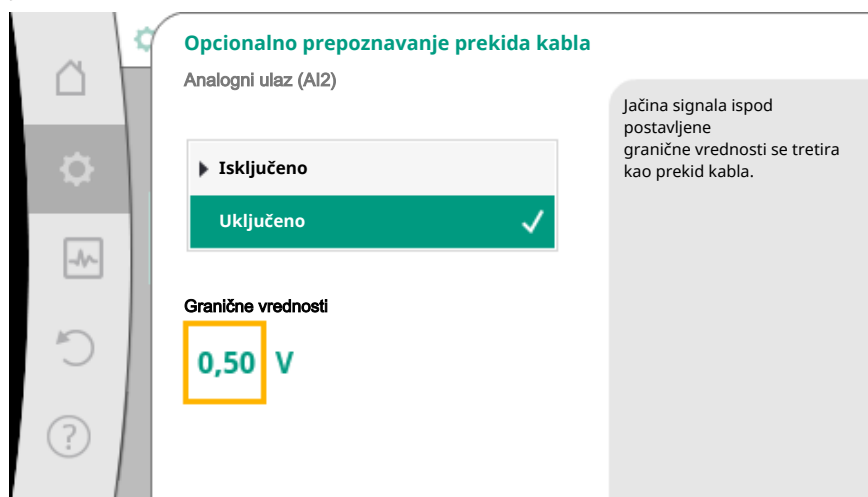 Opcionalno prepoznavanje prekida kabla
Analogni ulaz (AI2)
Isključeno
Uključeno
Granične vrednosti
0,50 V
Jačina signala ispod
postavljene
granične vrednosti se tretira
kao prekid kabla.
?